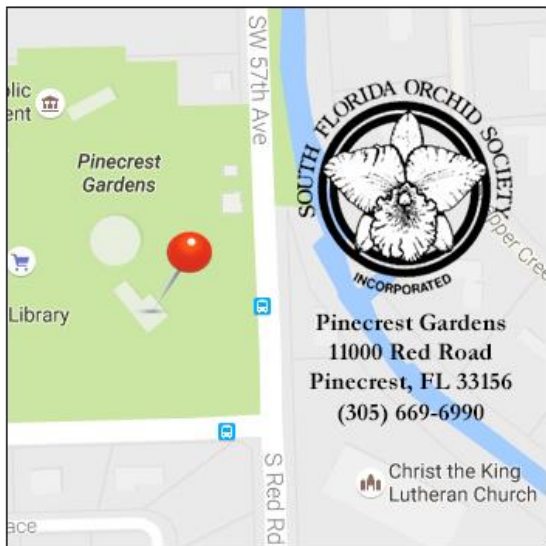 SW 57th Ave
SOUTH FLORIDA ORCHID SOCIETY
INCORPORATED
Pinecrest
Gardens
Library
Pinecrest Gardens
11000 Red Road
Pinecrest, FL 33156
(305) 669-6990
S Red Rd
Christ the King
Lutheran Church